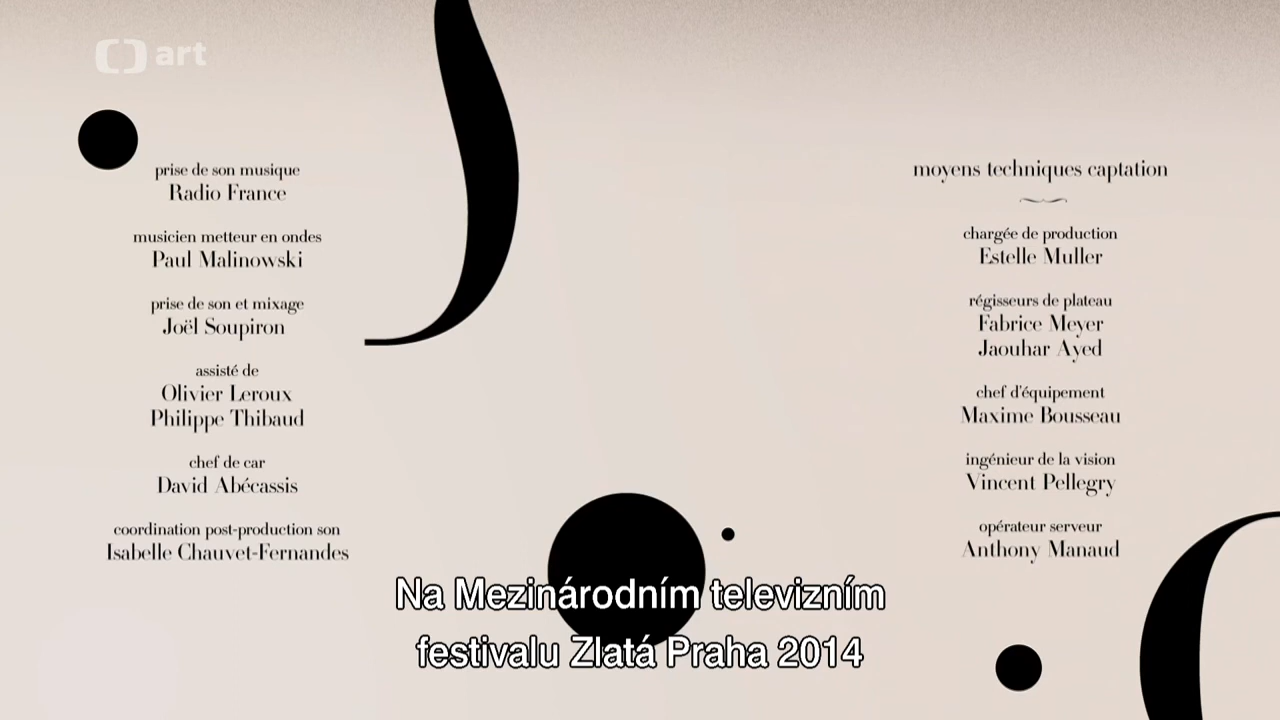 art
prise de son musique
Radio France
musicien metteur en ondes
Paul Malinowski
prise de son et mixage
Joël Soupiron
assisté de
Olivier Leroux
Philippe Thibaud
chef de car
David Abécassis
coordination post-production son
Isabelle Chauvet-Fernandes
moyens techniques captation
chargée de production
Estelle Muller
régisseurs de plateau
Fabrice Meyer
Jaouhar Ayed
chef d'équipement
Maxime Bousseau
ingénieur de la vision
Vincent Pellegry
opérateur serveur
Anthony Manaud
Na Mezinárodním televizním
festivalu Zlatá Praha 2014